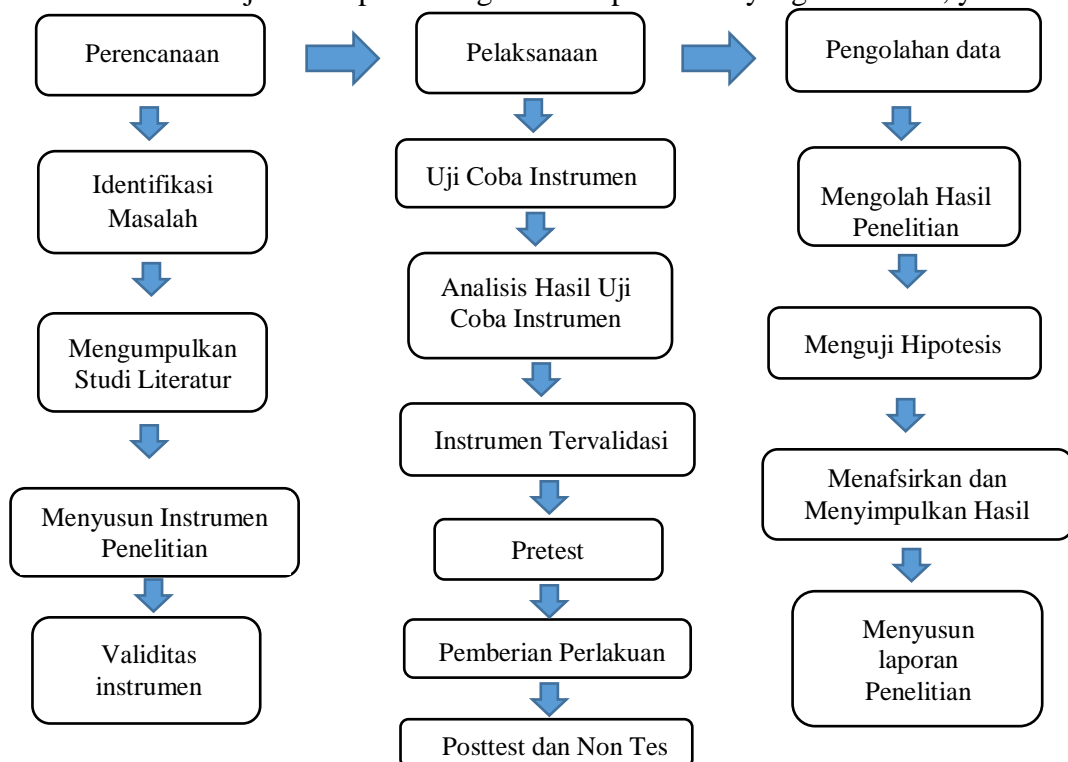 Perencanaan
Identifikasi
Masalah
Mengumpulkan
Studi Literatur
Menyusun Instrumen
Penelitian
Validitas
instrumen
Pelaksanaan
Uji Coba Instrumen
Analisis Hasil Uji
Coba Instrumen
Instrumen Tervalidasi
Pretest
Pemberian Perlakuan
Posttest dan Non Tes
Pengolahan data
Mengolah Hasil
Penelitian
Menguji Hipotesis
Menafsirkan dan
Menyimpulkan Hasil
Menyusun
laporan
Penelitian